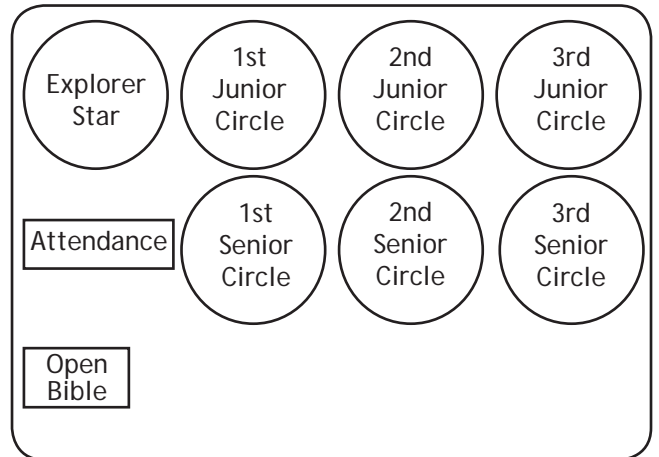 Explorer
Star
1st
Junior
Circle
2nd
Junior
Circle
3rd
Junior
Circle
Attendance
1st
Senior
Circle
2nd
Senior
Circle
3rd
Senior
Circle
Open
Bible